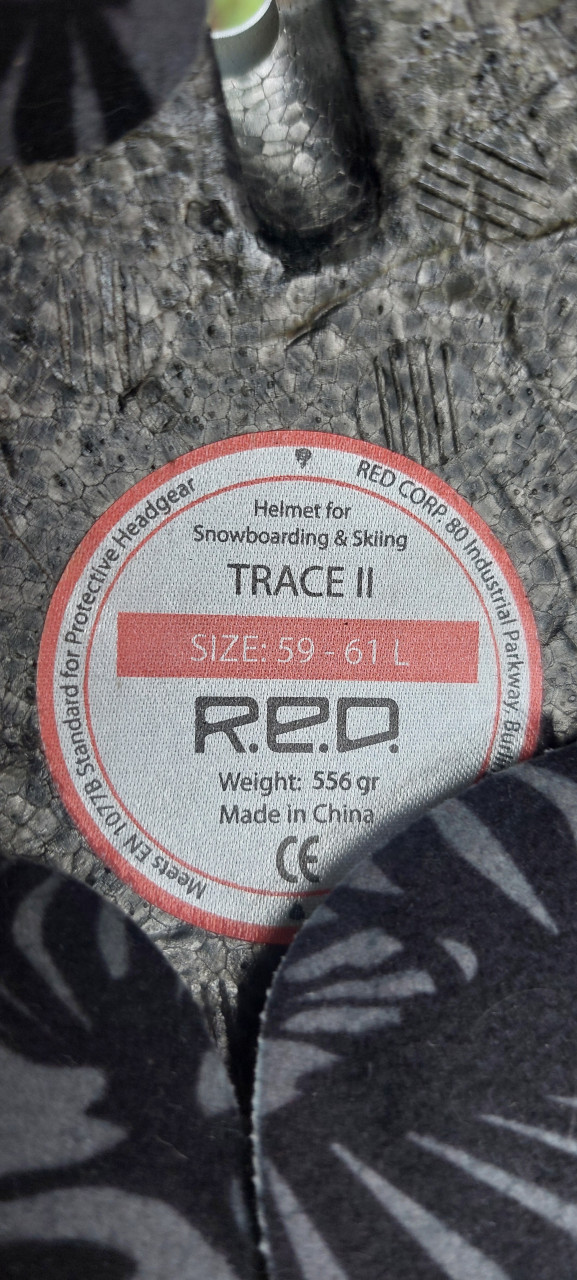 Meets EN 1077B Standard for Protective Headgear
RED CORP. 80 Industrial Parkway
Helmet for
Snowboarding & Skiing
TRACE II
SIZE: 59 - 61 L
R.E.D.
Weight: 556 gr
Made in China
CE